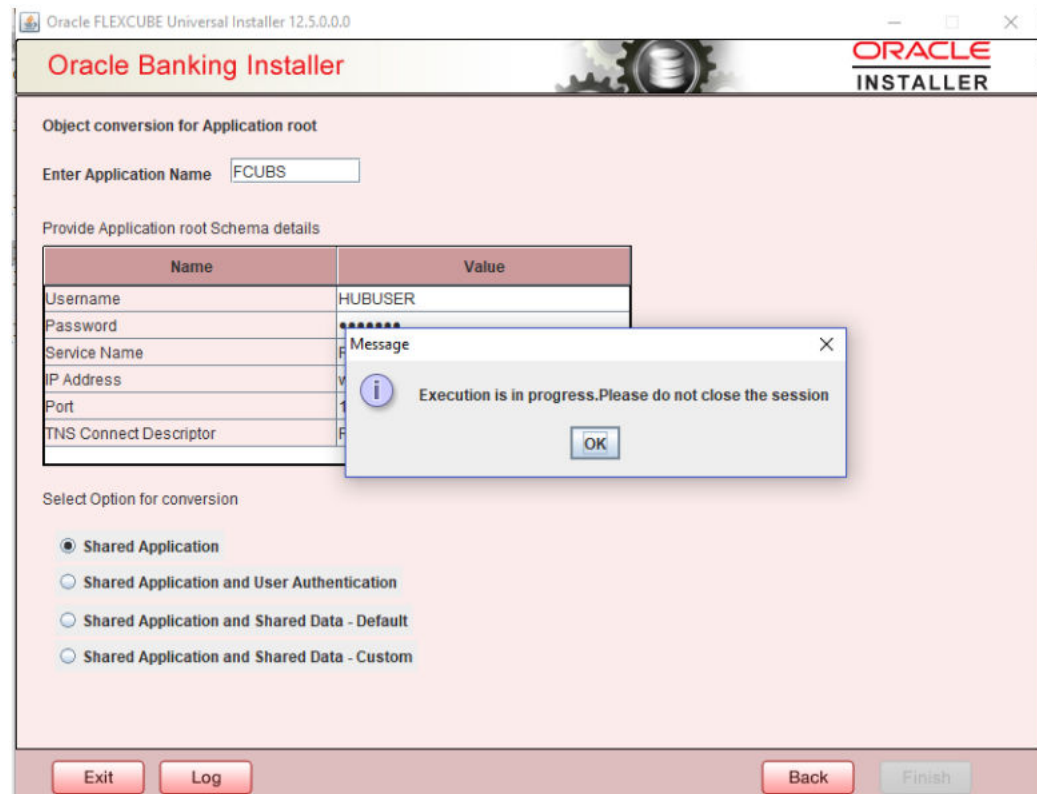 Oracle FLEXCUBE Universal Installer 12.5.0.0.0
Oracle Banking Installer
ORACLE
INSTALLER
Object conversion for Application root
Enter Application Name FCUBS
Provide Application root Schema details
Name Value
Username HUBUSER
Password •••••••
Service Name
IP Address
Port
TNS Connect Descriptor
Message
Execution is in progress.Please do not close the session
OK
Select Option for conversion
Shared Application
Shared Application and User Authentication
Shared Application and Shared Data - Default
Shared Application and Shared Data - Custom
Exit Log Back Finish